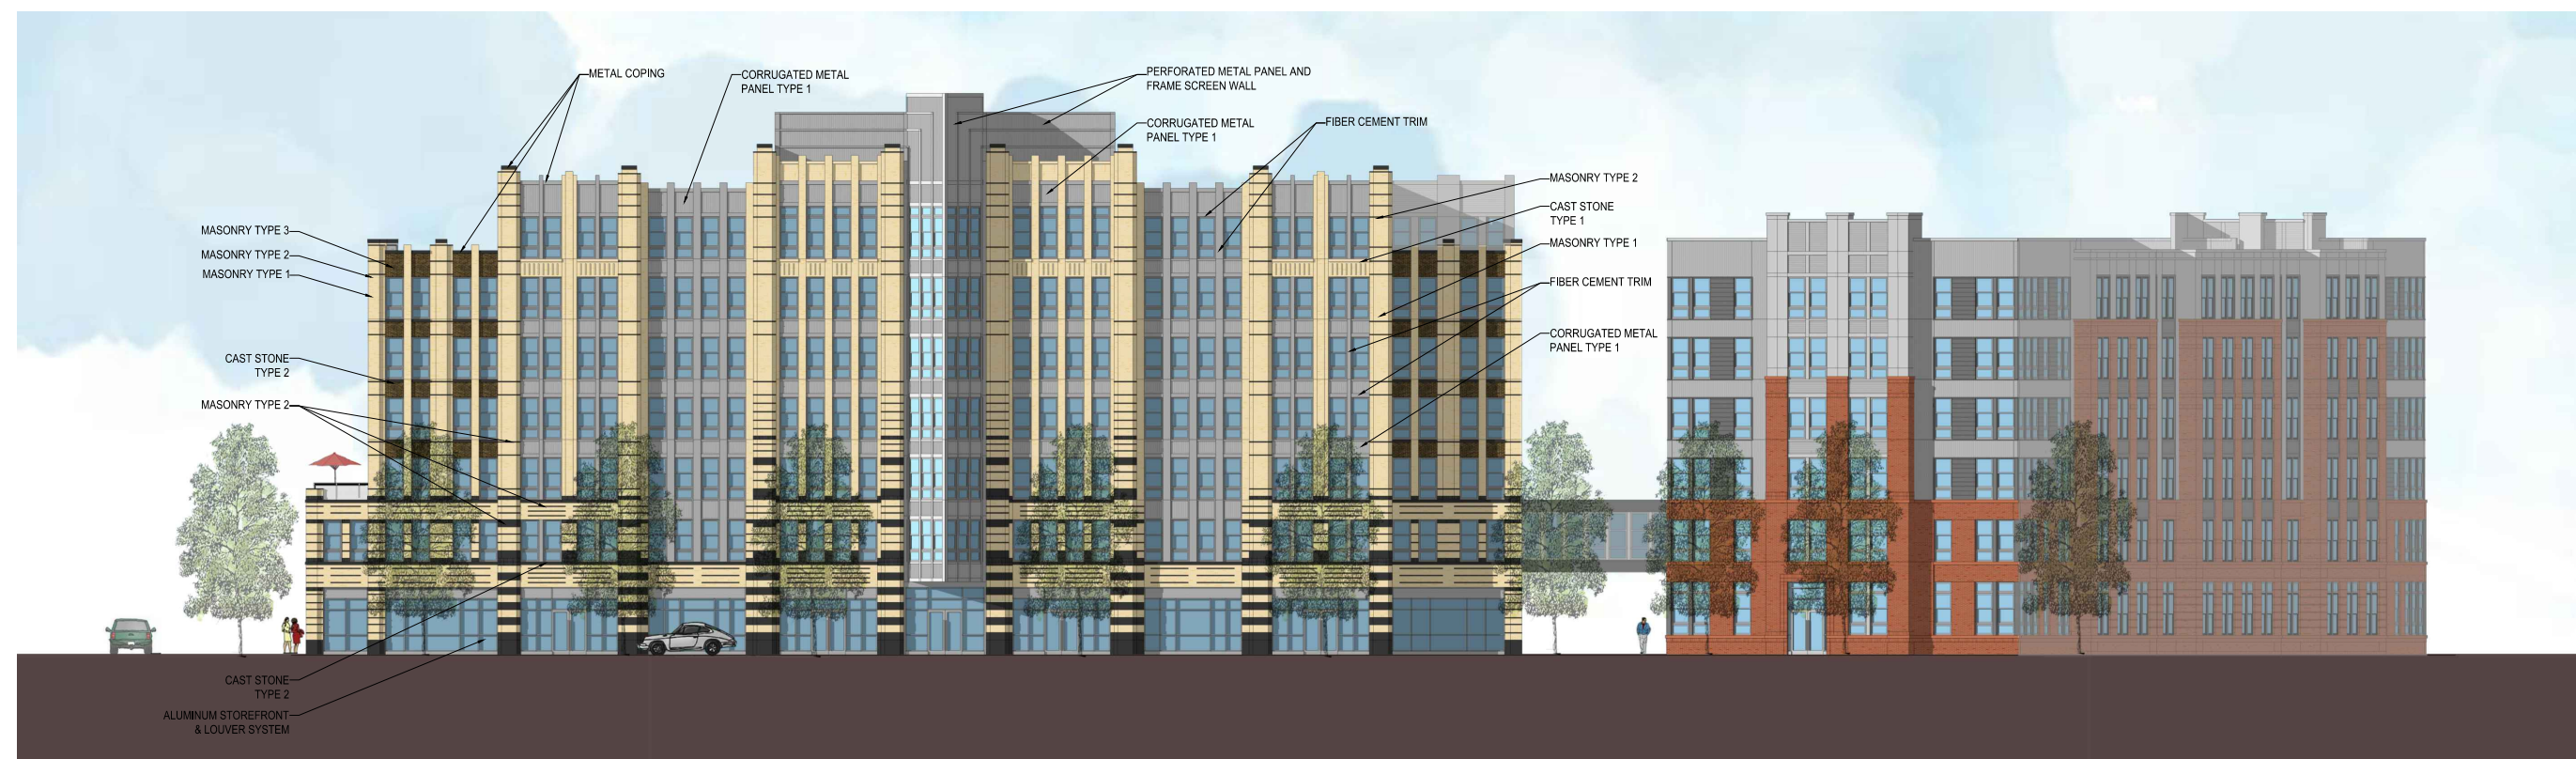 METAL COPING
CORRUGATED METAL
PANEL TYPE 1
PERFORATED METAL PANEL AND
FRAME SCREEN WALL
CORRUGATED METAL
PANEL TYPE 1
FIBER CEMENT TRIM
MASONRY TYPE 2
CAST STONE
TYPE 1
MASONRY TYPE 1
FIBER CEMENT TRIM
CORRUGATED METAL
PANEL TYPE 1
MASONRY TYPE 3
MASONRY TYPE 2
MASONRY TYPE 1
CAST STONE
TYPE 2
MASONRY TYPE 2
CAST STONE
TYPE 2
ALUMINUM STOREFRONT
& LOUVER SYSTEM